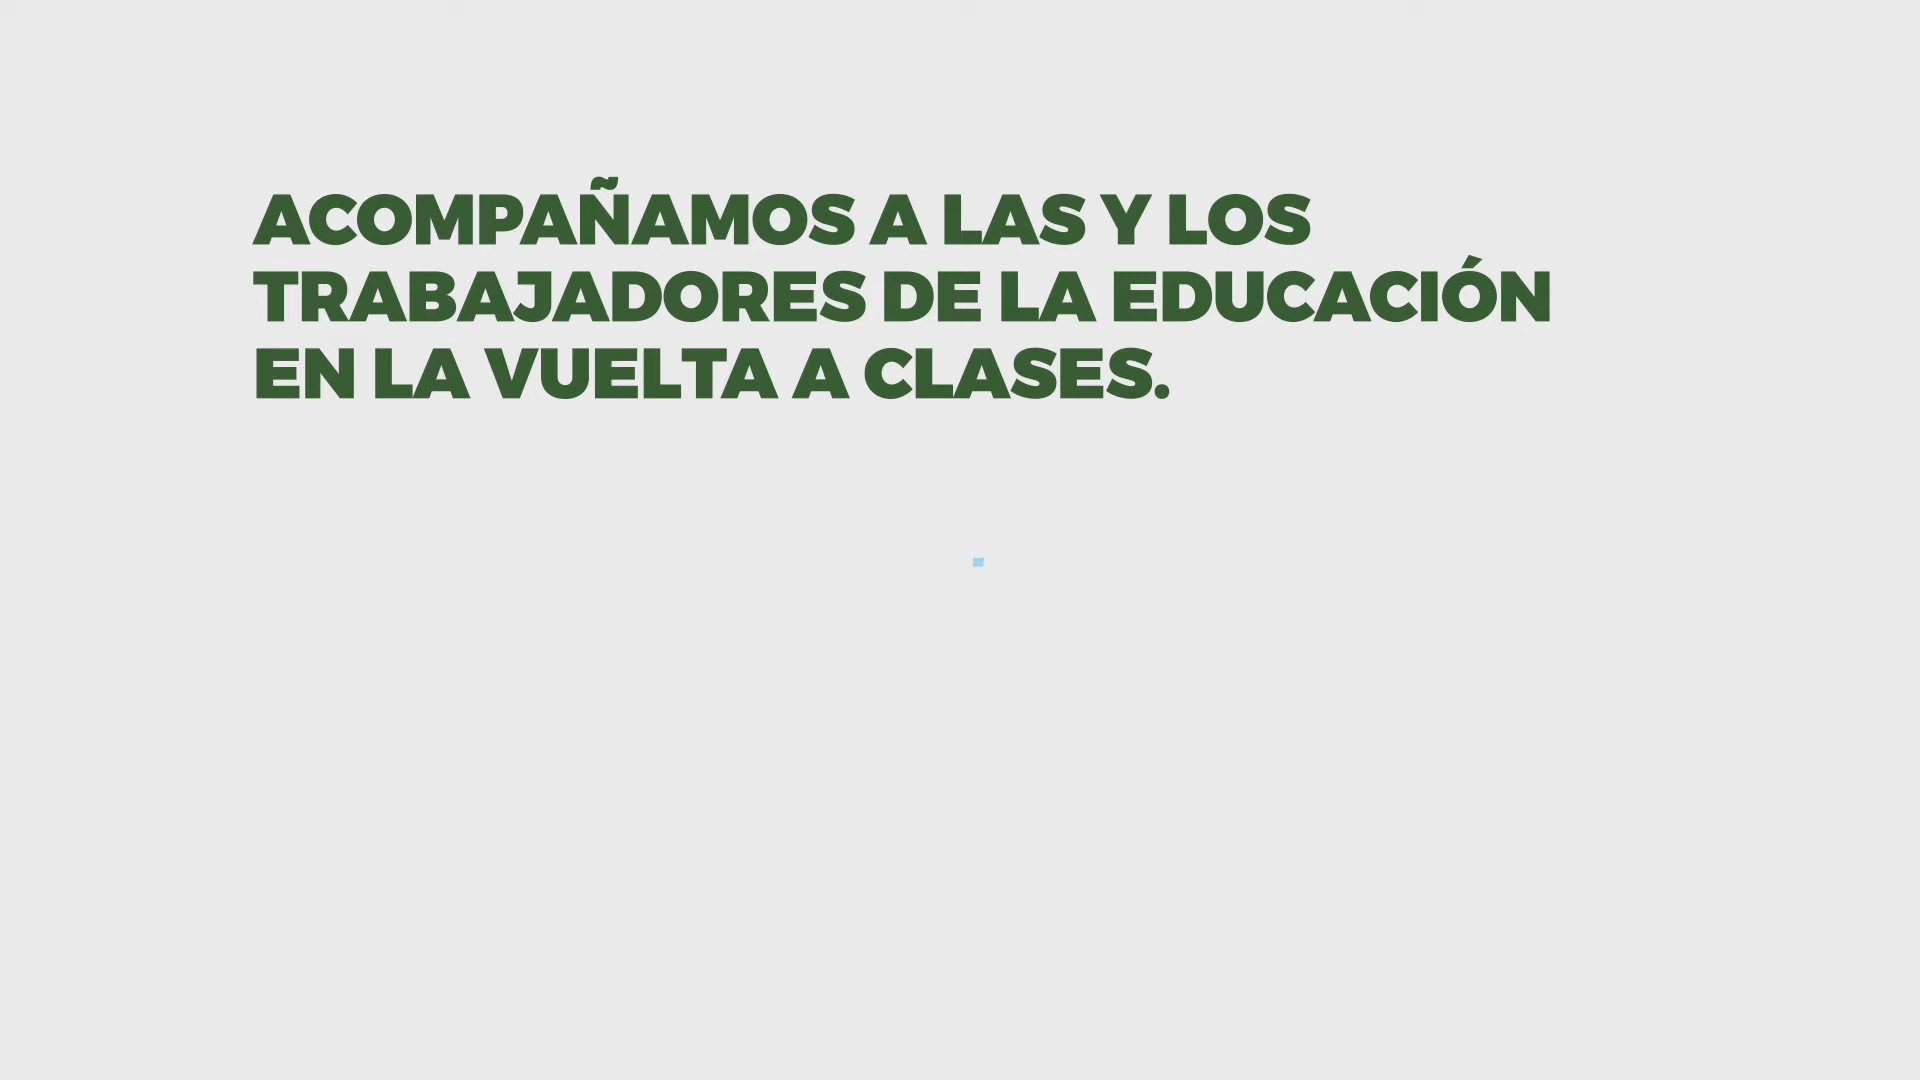 ACOMPAÑAMOS A LAS Y LOS
TRABAJADORES DE LA EDUCACIÓN
EN LA VUELTA A CLASES.